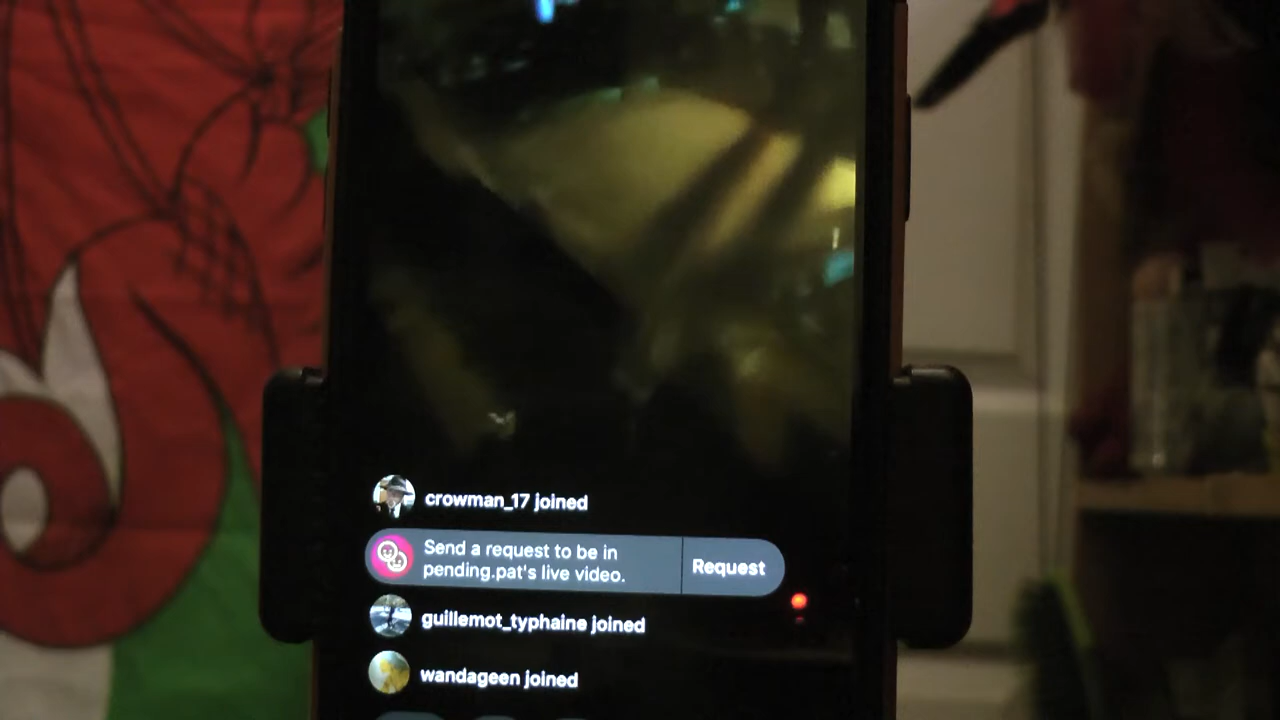 crowman_17 joined
Send a request to be in
pending.pat's live video.
Request
guillemot_typhaine joined
wandageen joined